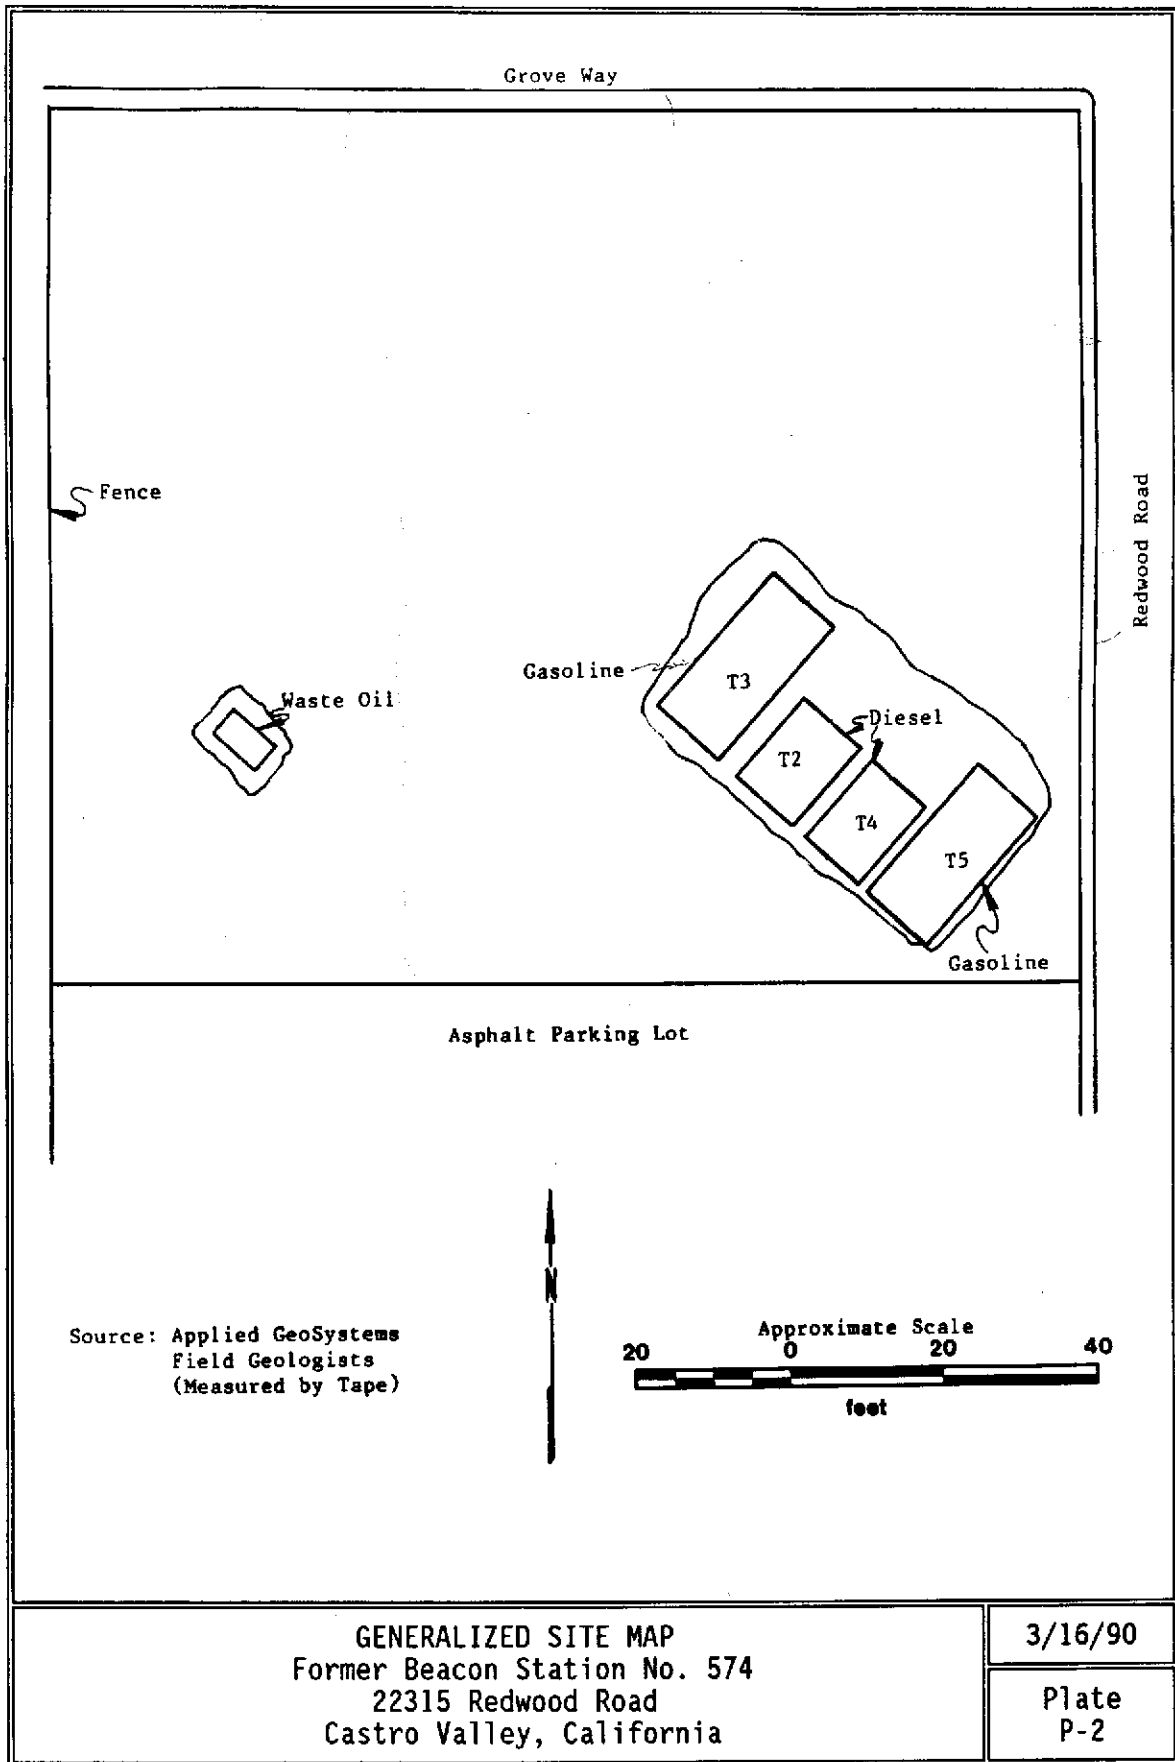 Grove Way
Fence
Redwood Road
Gasoline
T3
Waste Oil
Diesel
T2
T4
T5
Gasoline
Asphalt Parking Lot
N
Source: Applied GeoSystems
Field Geologists
(Measured by Tape)
Approximate Scale
20 0 20 40
feet
GENERALIZED SITE MAP
Former Beacon Station No. 574
22315 Redwood Road
Castro Valley, California
3/16/90
Plate
P-2